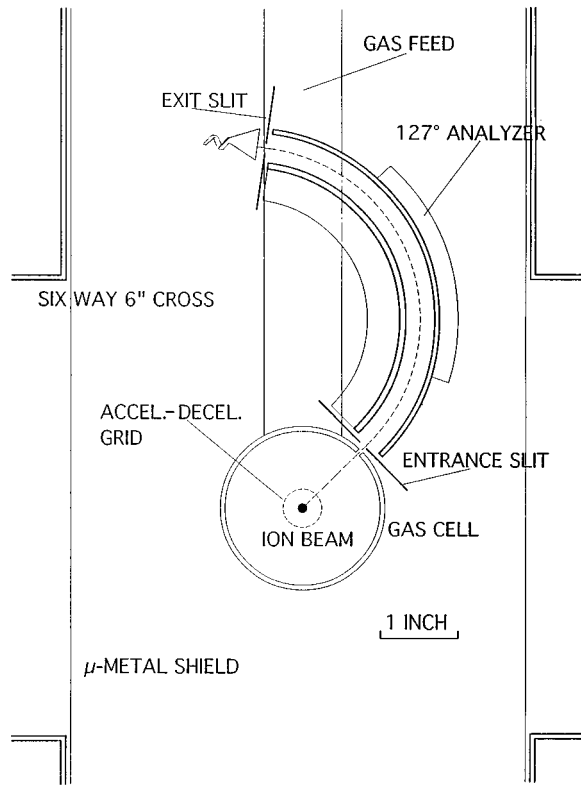 GAS FEED
EXIT SLIT
127° ANALYZER
SIX WAY 6" CROSS
ACCEL.-DECEL.
GRID
ENTRANCE SLIT
ION BEAM
GAS CELL
1 INCH
μ-METAL SHIELD